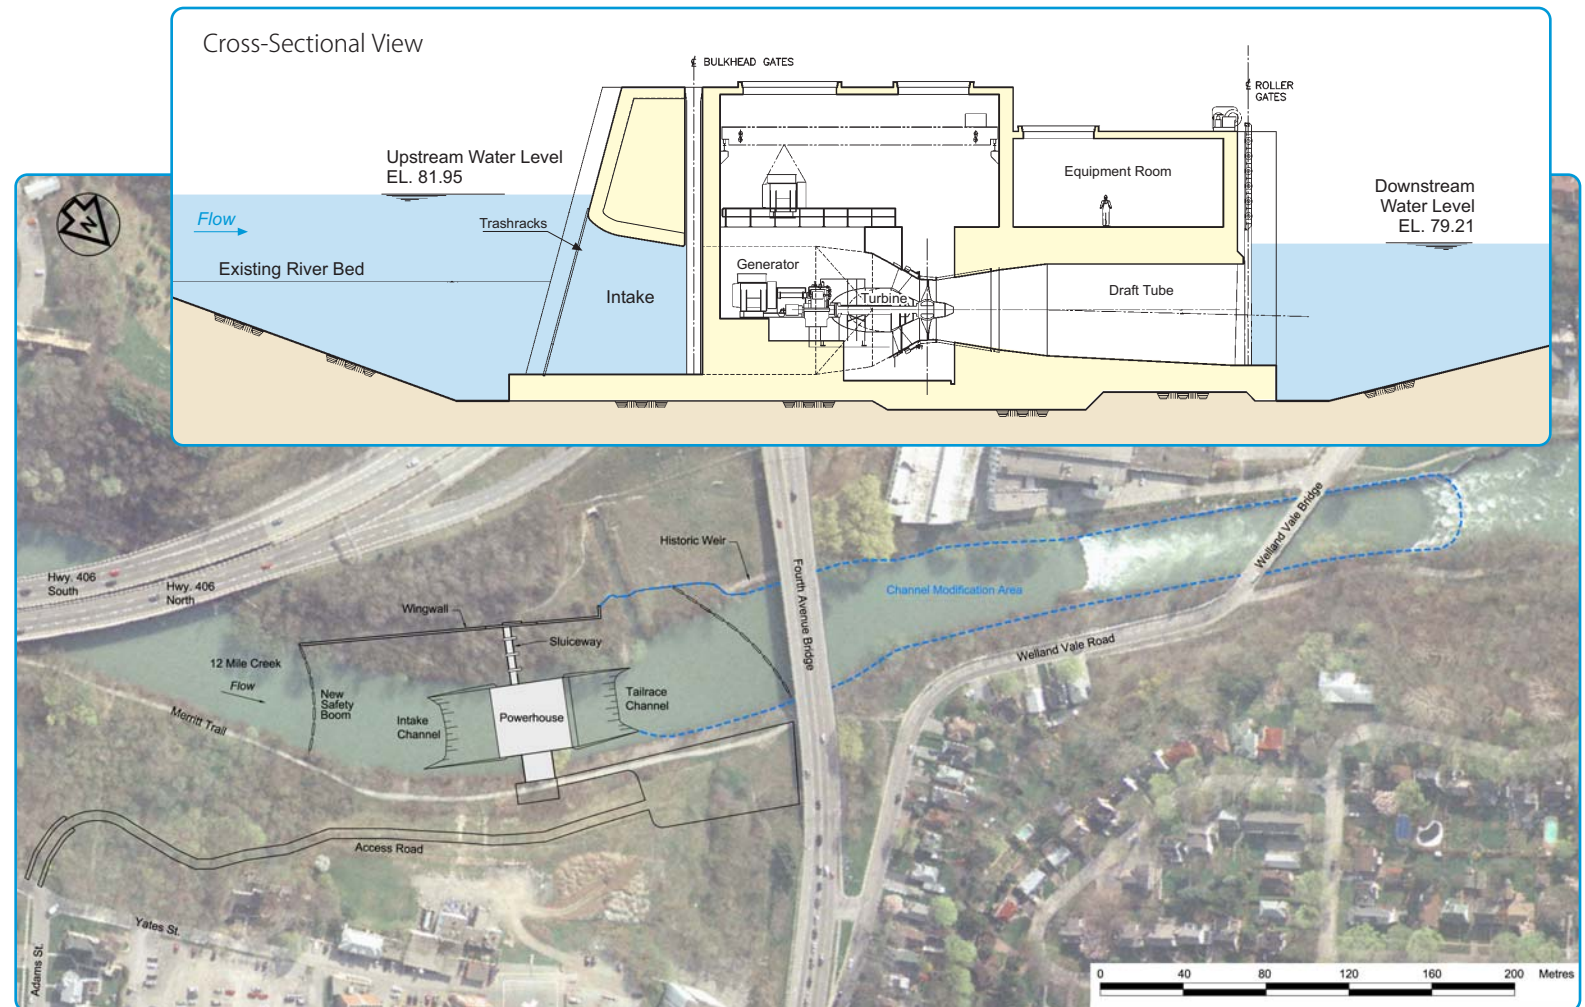 Cross-Sectional View
℄ BULKHEAD GATES
℄ ROLLER
GATES
Upstream Water Level
EL. 81.95
Equipment Room
Downstream
Water Level
EL. 79.21
Flow
Trashracks
Existing River Bed
Generator
Intake
Turbine
Draft Tube
N
Historic Weir
Welland Vale Bridge
Hwy. 406
South
Hwy. 406
North
Channel Modification Area
Wingwall
Fourth Avenue Bridge
Sluiceway
Welland Vale Road
12 Mile Creek
Flow
New
Safety
Boom
Tailrace
Channel
Merritt Trail
Intake
Channel
Powerhouse
Access Road
Yates St.
Adams St.
0 40 80 120 160 200 Metres